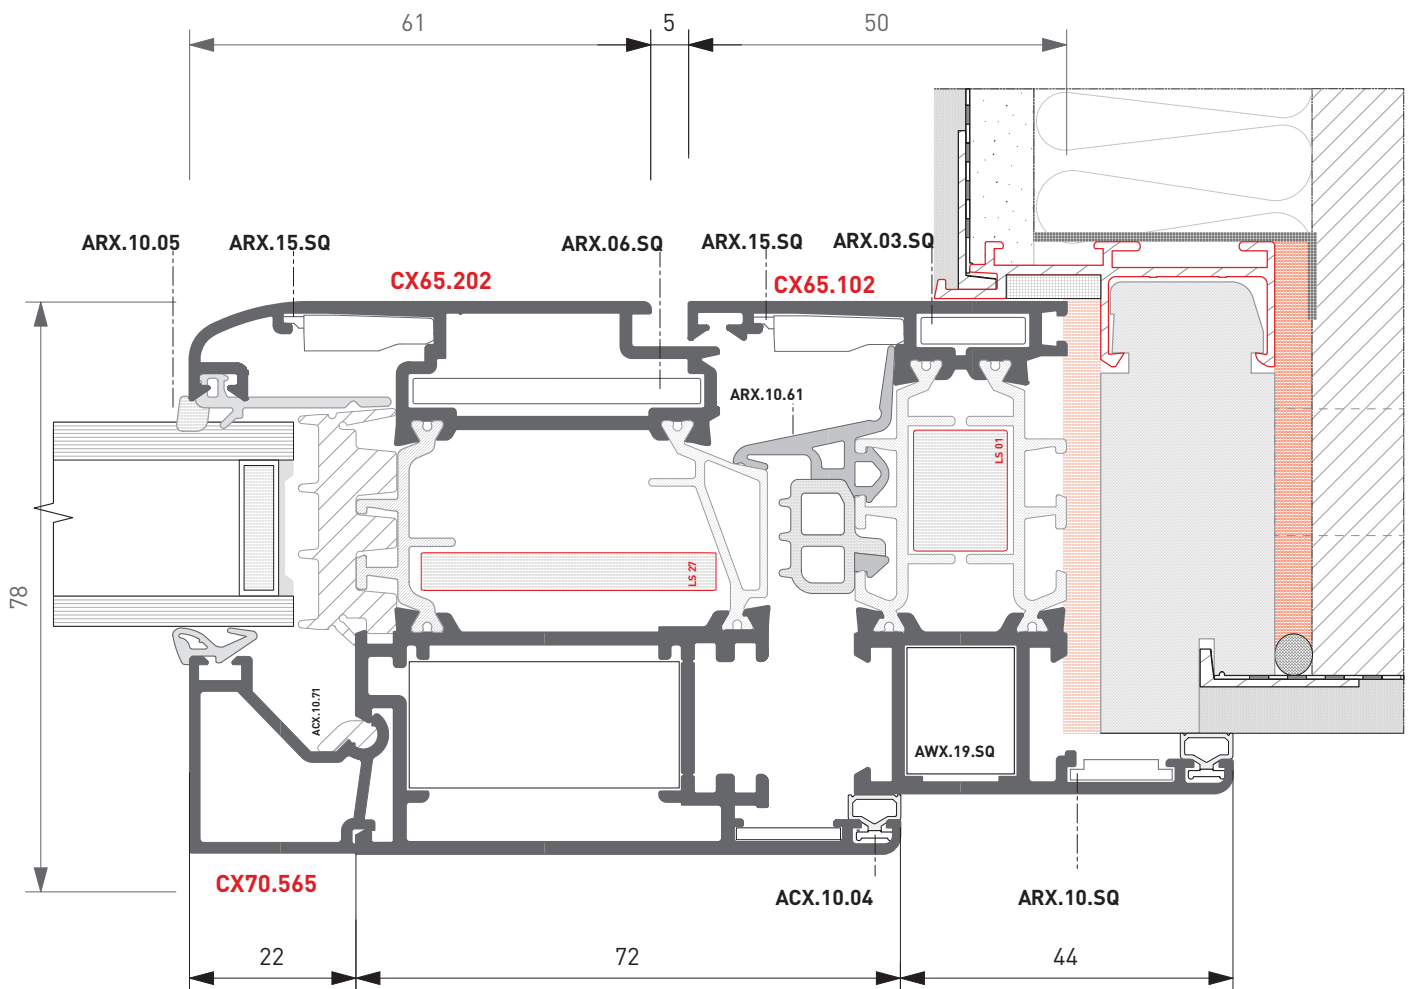 61
5
50
ARX.10.05
ARX.15.SQ
ARX.06.SQ
ARX.15.SQ
ARX.03.SQ
CX65.202
CX65.102
ARX.10.61
LS 01
LS 27
78
ACX.10.71
AWX.19.SQ
CX70.565
ACX.10.04
ARX.10.SQ
22
72
44